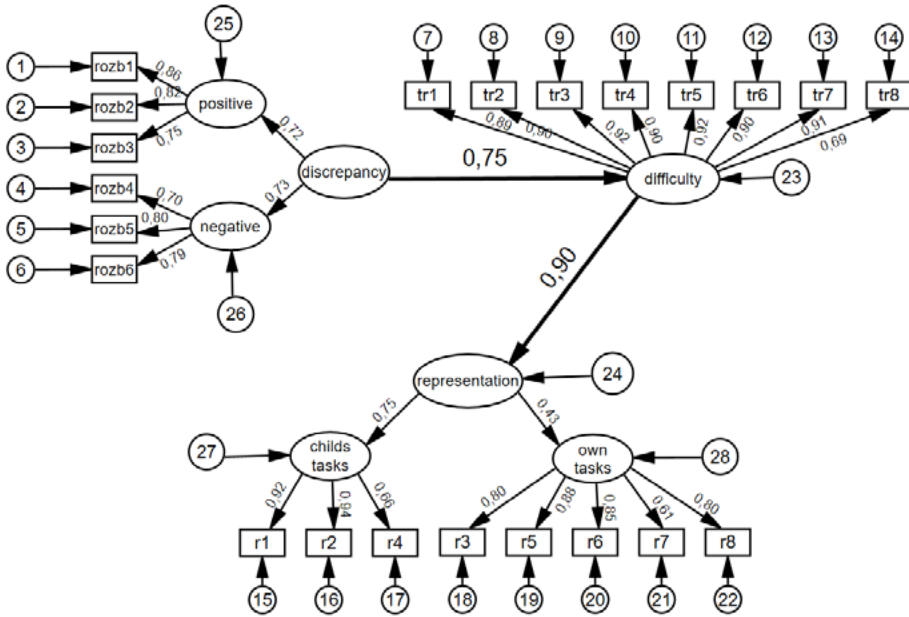 25
7
8
9
10
11
12
13
14
1
rozb1
0,86
2
rozb2
0,82
positive
tr1
tr2
tr3
tr4
tr5
tr6
tr7
tr8
3
rozb3
0,75
0,72
0,89
0,90
0,92
0,90
0,92
0,90
0,91
0,69
discrepancy
0,75
difficulty
23
4
rozb4
0,70
0,73
5
rozb5
0,80
negative
6
rozb6
0,79
26
0,90
representation
24
0,75
0,43
27
childs
tasks
own
tasks
28
0,92
0,94
0,66
0,80
0,88
0,85
0,61
0,80
r1
r2
r4
r3
r5
r6
r7
r8
15
16
17
18
19
20
21
22